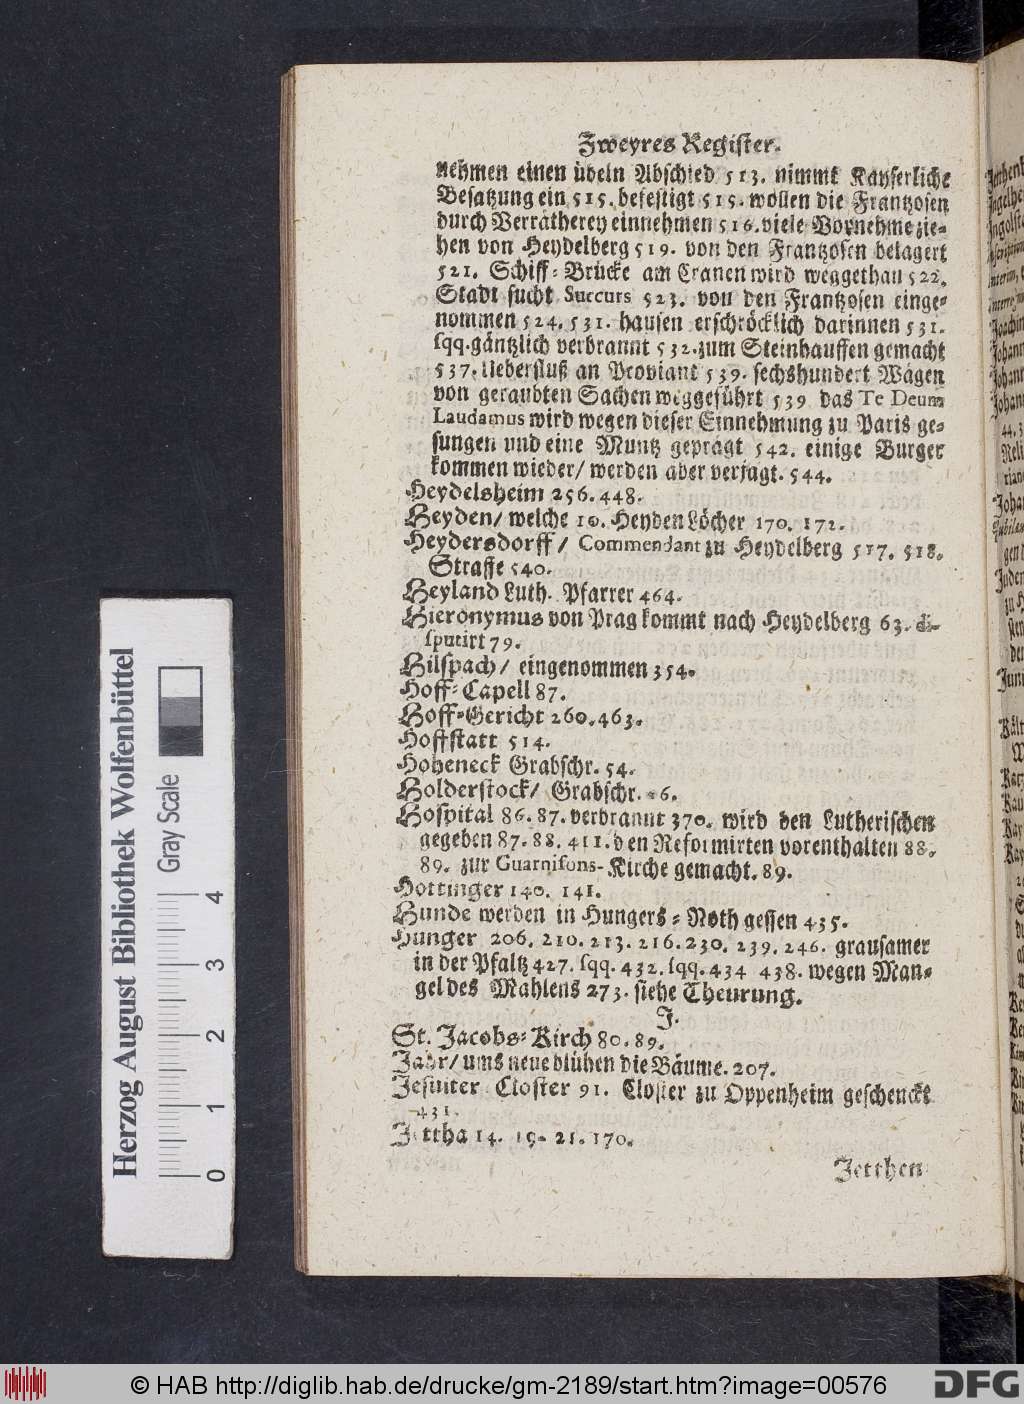 Zweyres Register.
nehmen einen übeln Abschied 513. nimmt Kayserliche
Besatzung ein 515. befestigt 515. wollen die Frantzosen
durch Verrätherey einnehmen 516. viele Vornehme zie-
hen von Heydelberg 519. von den Frantzosen belagert
521. Schiff-Brücke am Cranen wird weggethan 522.
Stadt sucht Succurs 523. von den Frantzosen einge-
nommen 524. 531. hausen erschröcklich darinnen 531.
sqq. gäntzlich verbrannt 532. zum Steinhauffen gemacht
537. Ueberfluß an Proviant 539. sechshundert Wägen
von geraubten Sachen weggeführt 539 das Te Deum
Laudamus wird wegen dieser Einnehmung zu Paris ge-
sungen und eine Müntz geprägt 542. einige Burger
kommen wieder/ werden aber verjagt. 544.
Heydelsheim 256. 448.
Heyden/ welche 10. Heyden Löcher 170. 172.
Heydersdorff/ Commendant zu Heydelberg 517. 518.
Straffe 540.
Heyland Luth. Pfarrer 464.
Hieronymus von Prag kommt nach Heydelberg 63. di-
sputirt 79.
Hilspach/ eingenommen 354.
Hoff-Capell 87.
Hoff-Gericht 260. 463.
Hoffstatt 514.
Hoheneck Grabschr. 54.
Holderstock/ Grabschr. 6.
Hospital 86. 87. verbrannt 370. wird den Lutherischen
gegeben 87. 88. 411. den Reformirten vorenthalten 88.
89. zur Guarnisons-Kirche gemacht. 89.
Hottinger 140. 141.
Hunde werden in Hungers-Noth gessen 435.
Hunger 206. 210. 213. 216. 230. 239. 246. grausamer
in der Pfaltz 427. sqq. 432. sqq. 434 438. wegen Man-
gel des Mahlens 273. siehe Theurung.
J.
St. Jacobs-Kirch 80. 89.
Jahr/ ums neue blühen die Bäume. 207.
Jesuiter Closter 91. Closter zu Oppenheim geschenckt
431.
Jettha 14. 19. 21. 170.
Jetthen
Herzog August Bibliothek Wolfenbüttel
Gray Scale
0 1 2 3 4
© HAB http://diglib.hab.de/drucke/gm-2189/start.htm?image=00576
DFG